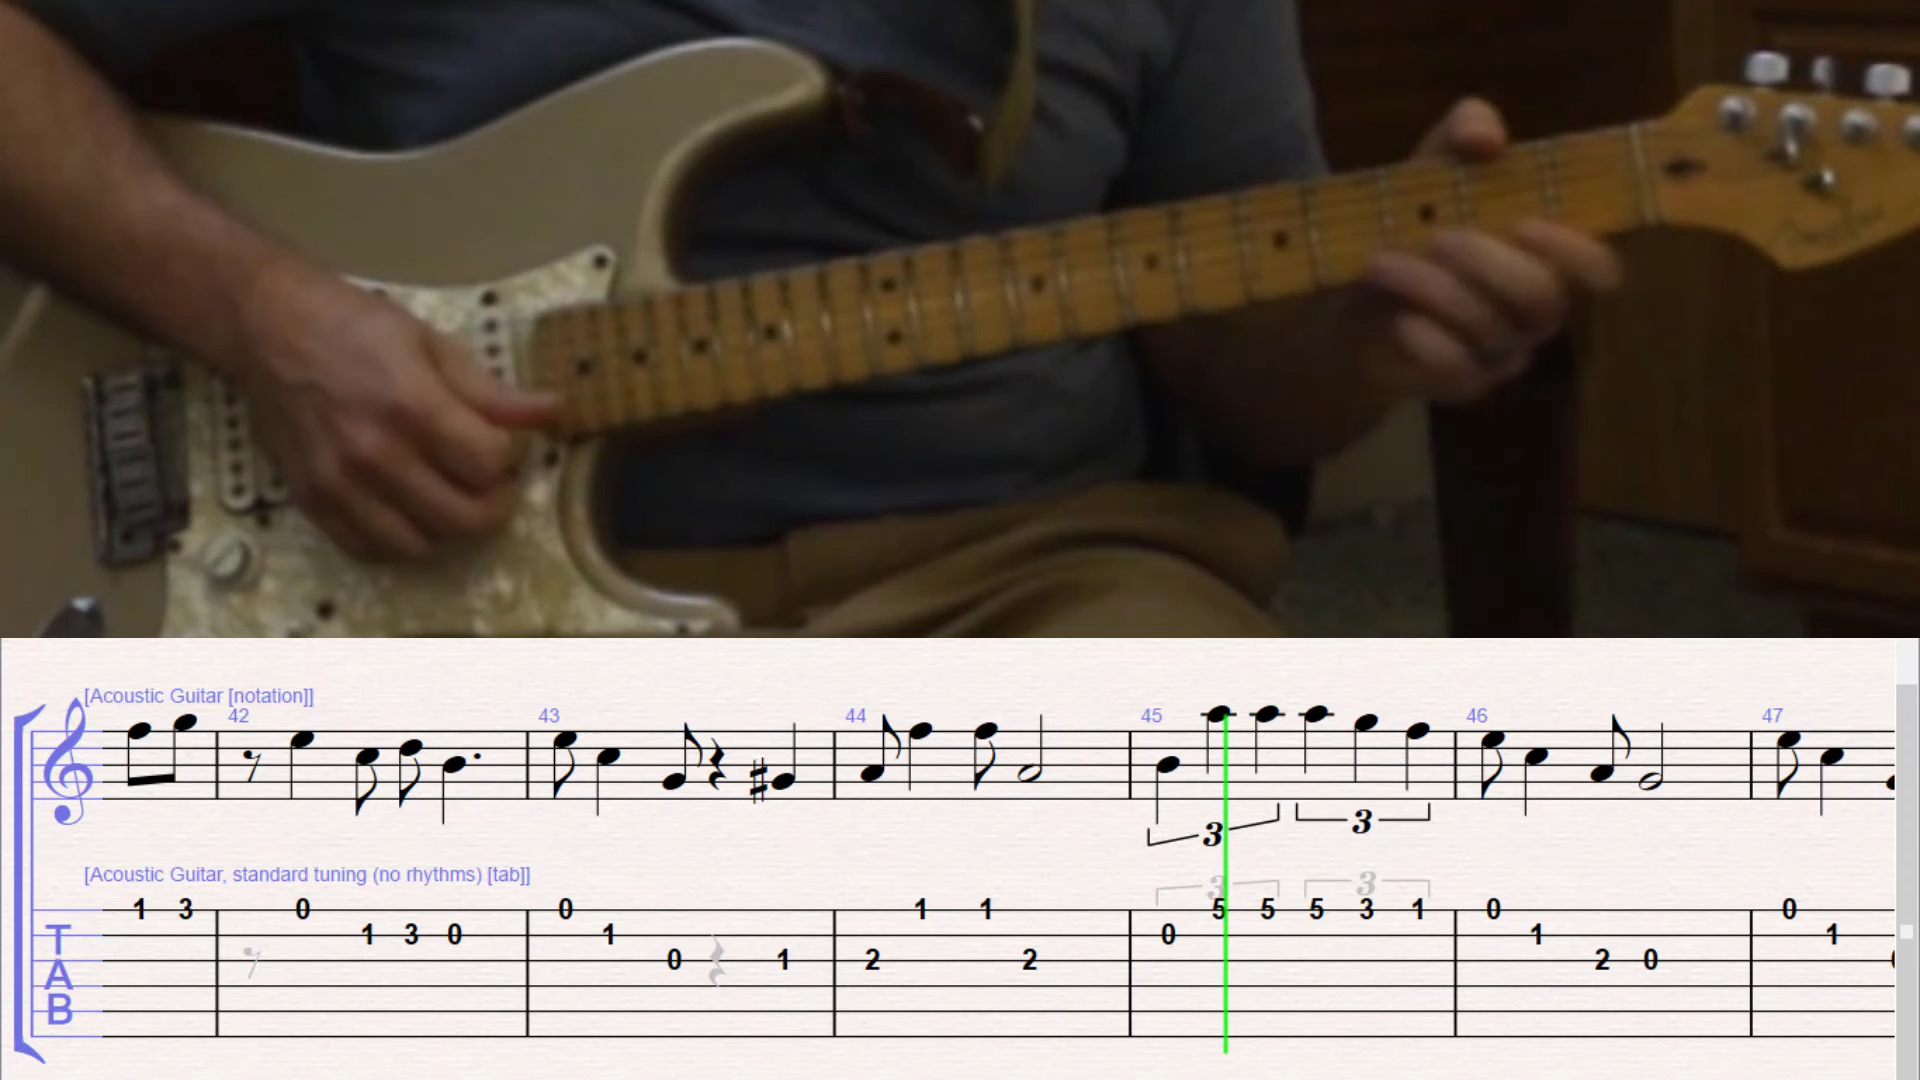 [Acoustic Guitar [notation]]
42 43 44 45 46 47
3 3
[Acoustic Guitar, standard tuning (no rhythms) [tab]]
3 3
1 3 0 0 1 1 5 5 5 3 1 0 0
T 1 3 0 1 0 1 1
A 0 1 2 2 2 0
B